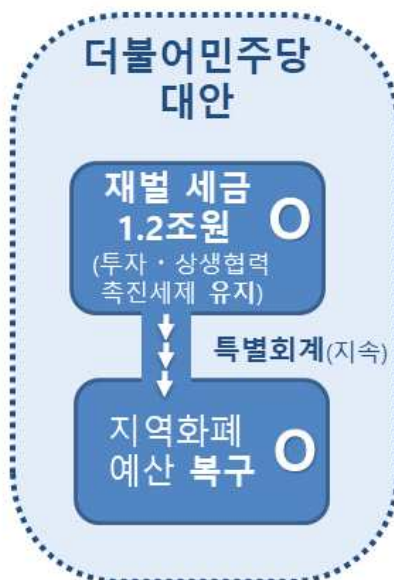 더불어민주당
대안
재벌 세금
1.2조원
O
(투자・상생협력
촉진세제 유지)
특별회계(지속)
지역화폐
예산 복구
O